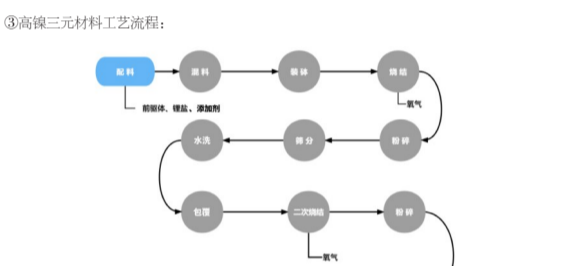 ③高镍三元材料工艺流程：
配料
混料
装钵
烧结
前驱体、锂盐、添加剂
氧气
水洗
筛分
粉碎
包覆
二次烧结
粉碎
氧气